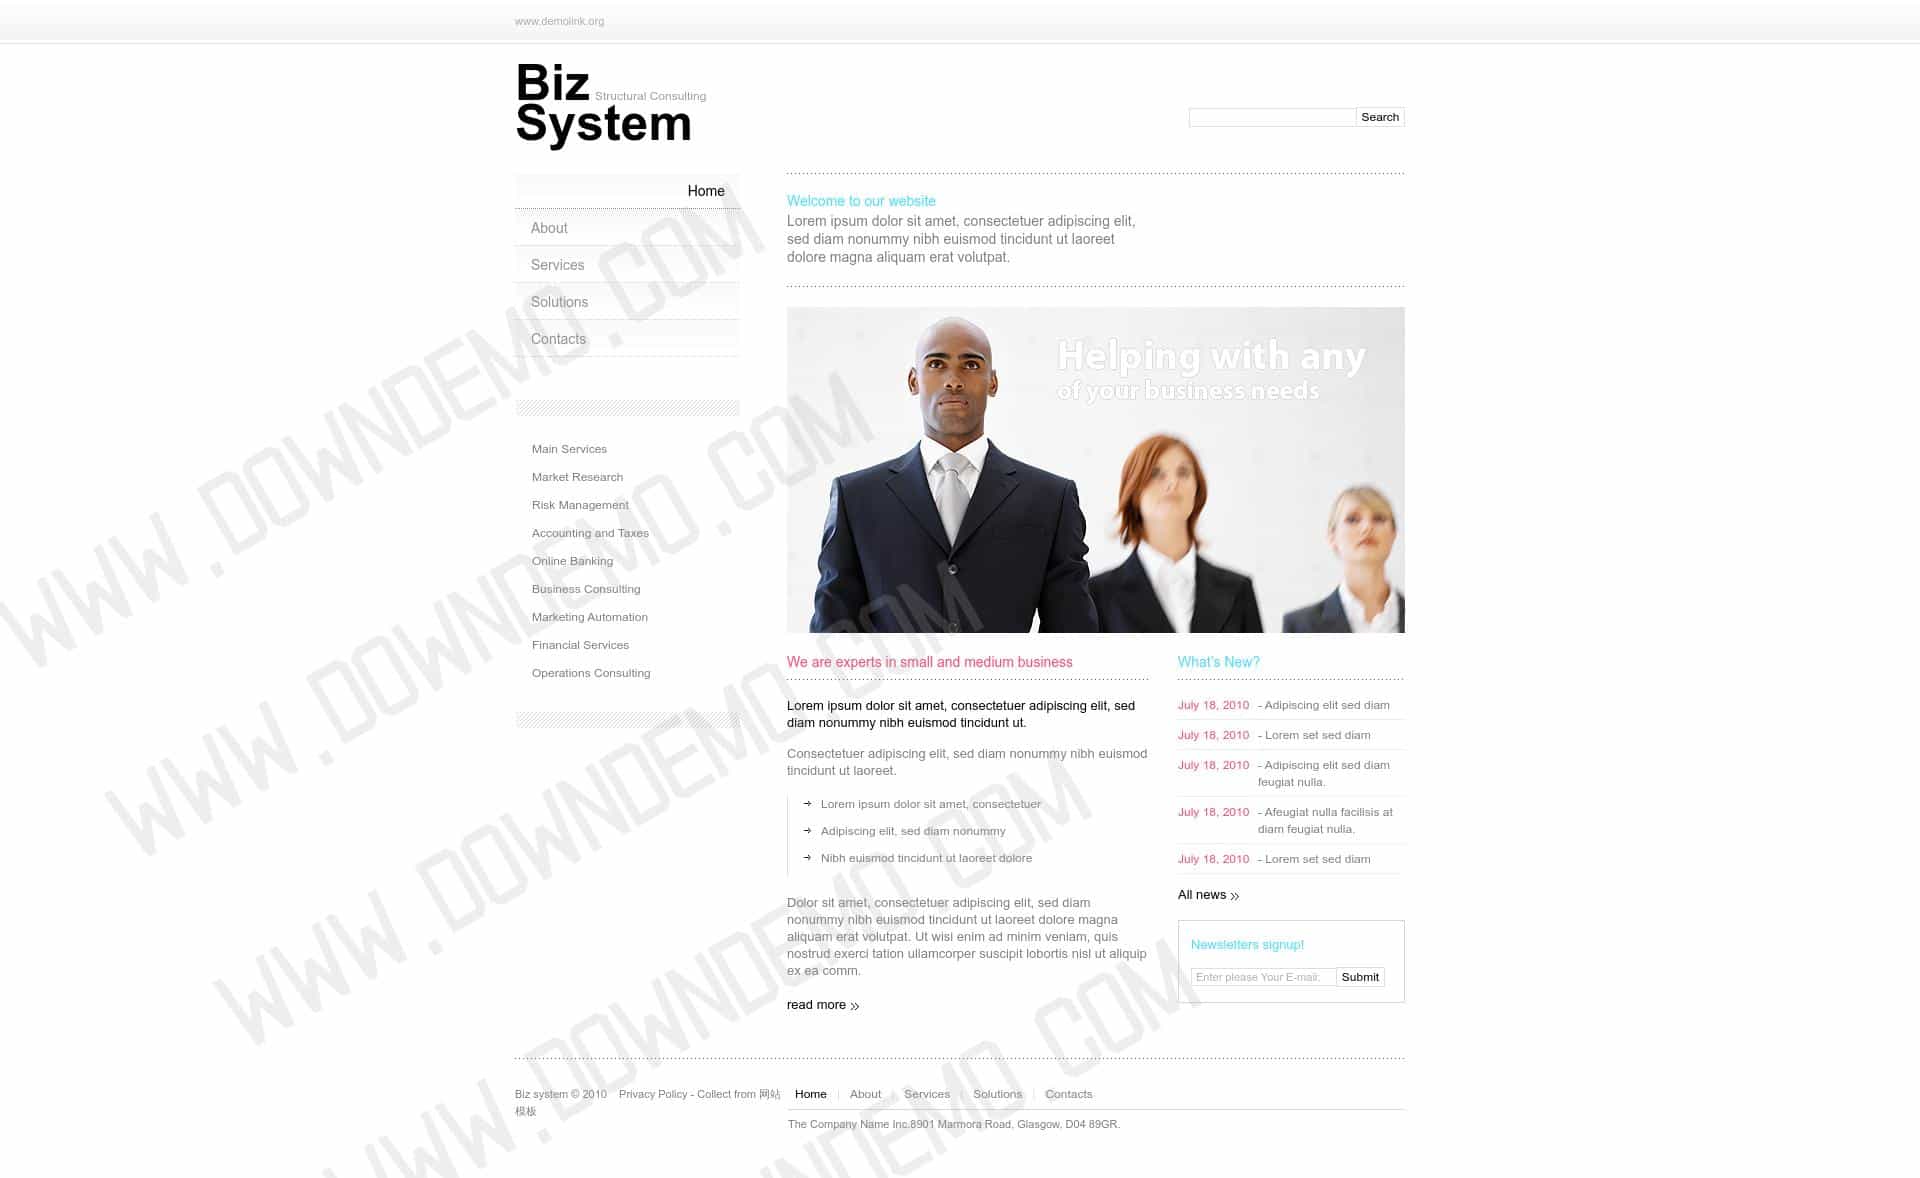 www.demolink.org
Biz
Structural Consulting
System
Search
Home
About
Services
Solutions
Contacts
Main Services
Market Research
Risk Management
Accounting and Taxes
Online Banking
Business Consulting
Marketing Automation
Financial Services
Operations Consulting
Welcome to our website
Lorem ipsum dolor sit amet, consectetuer adipiscing elit,
sed diam nonummy nibh euismod tincidunt ut laoreet
dolore magna aliquam erat volutpat.
Helping with any
of your business needs
We are experts in small and medium business
Lorem ipsum dolor sit amet, consectetuer adipiscing elit, sed
diam nonummy nibh euismod tincidunt ut.
Consectetuer adipiscing elit, sed diam nonummy nibh euismod
tincidunt ut laoreet.
Lorem ipsum dolor sit amet, consectetuer
Adipiscing elit, sed diam nonummy
Nibh euismod tincidunt ut laoreet dolore
Dolor sit amet, consectetuer adipiscing elit, sed diam
nonummy nibh euismod tincidunt ut laoreet dolore magna
aliquam erat volutpat. Ut wisi enim ad minim veniam, quis
nostrud exerci tation ullamcorper suscipit lobortis nisl ut aliquip
ex ea comm.
read more
What's New?
July 18, 2010 - Adipiscing elit sed diam
July 18, 2010 - Lorem set sed diam
July 18, 2010 - Adipiscing elit sed diam
feugiat nulla.
July 18, 2010 - Afeugiat nulla facilisis at
diam feugiat nulla.
July 18, 2010 - Lorem set sed diam
All news
Newsletters signup!
Enter please Your E-mail:
Submit
Biz system © 2010 Privacy Policy - Collect from 网站
模板
Home | About | Services | Solutions | Contacts
The Company Name Inc.8901 Marmora Road, Glasgow, D04 89GR.
WWW.DOWNDEMO.COM
WWW.DOWNDEMO.COM
WWW.DOWNDEMO.COM
WWW.DOWNDEMO.COM
WWW.DOWNDEMO.COM